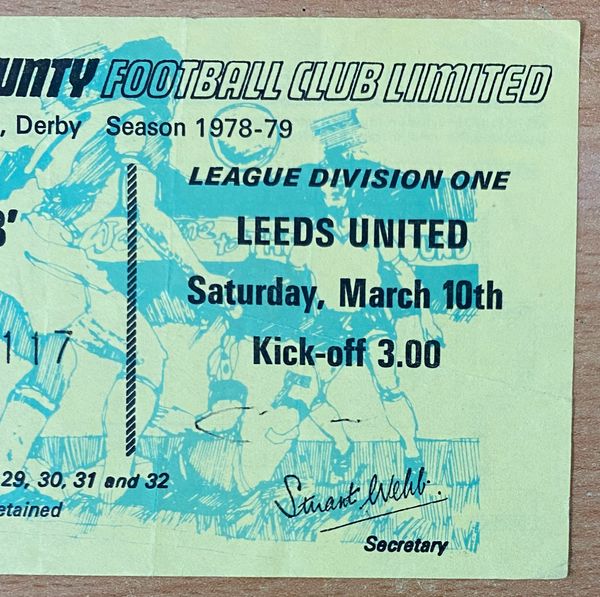 UNTY FOOTBALL CLUB LIMITED
, Derby Season 1978-79
LEAGUE DIVISION ONE
LEEDS UNITED
B'
Saturday, March 10th
Kick-off 3.00
117
29, 30, 31 and 32
etained
Stuart Webb.
Secretary